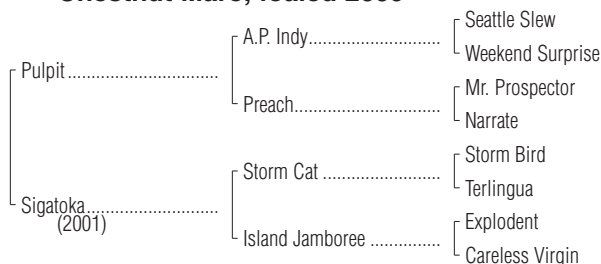 Chestnut Mare; foaled
Seattle Slew
A.P. Indy........................................
Weekend Surprise
Pulpit..............................................
Mr. Prospector
Preach...........................................
Narrate
Storm Bird
Storm Cat ....................................
Terlingua
Sigatoka........................................
(2001)
Explodent
Island Jamboree .....................
Careless Virgin